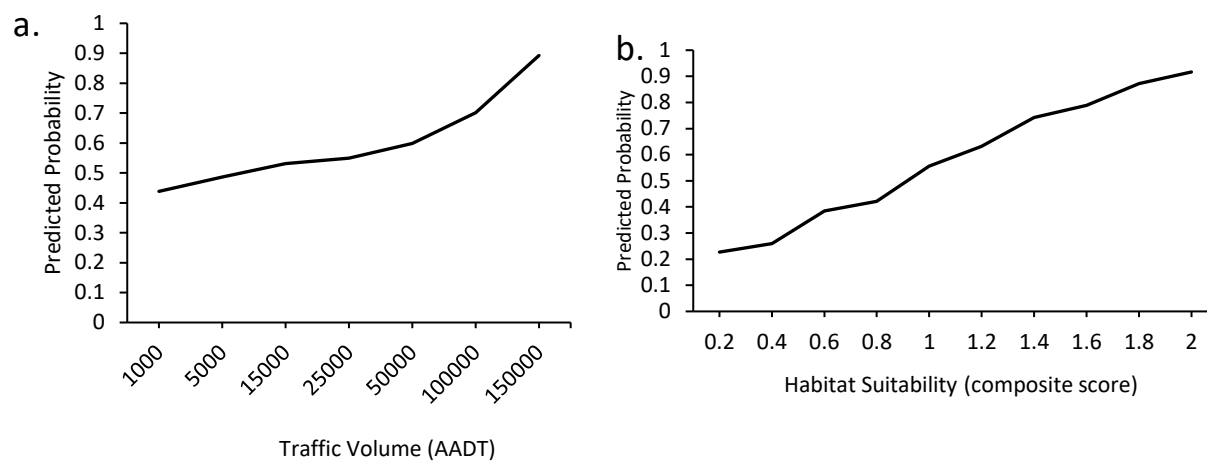 a.
Predicted Probability
1
0.9
0.8
0.7
0.6
0.5
0.4
0.3
0.2
0.1
0
1000 5000 15000 25000 50000 100000 150000
Traffic Volume (AADT)
b.
Predicted Probability
1
0.9
0.8
0.7
0.6
0.5
0.4
0.3
0.2
0.1
0
0.2 0.4 0.6 0.8 1 1.2 1.4 1.6 1.8 2
Habitat Suitability (composite score)